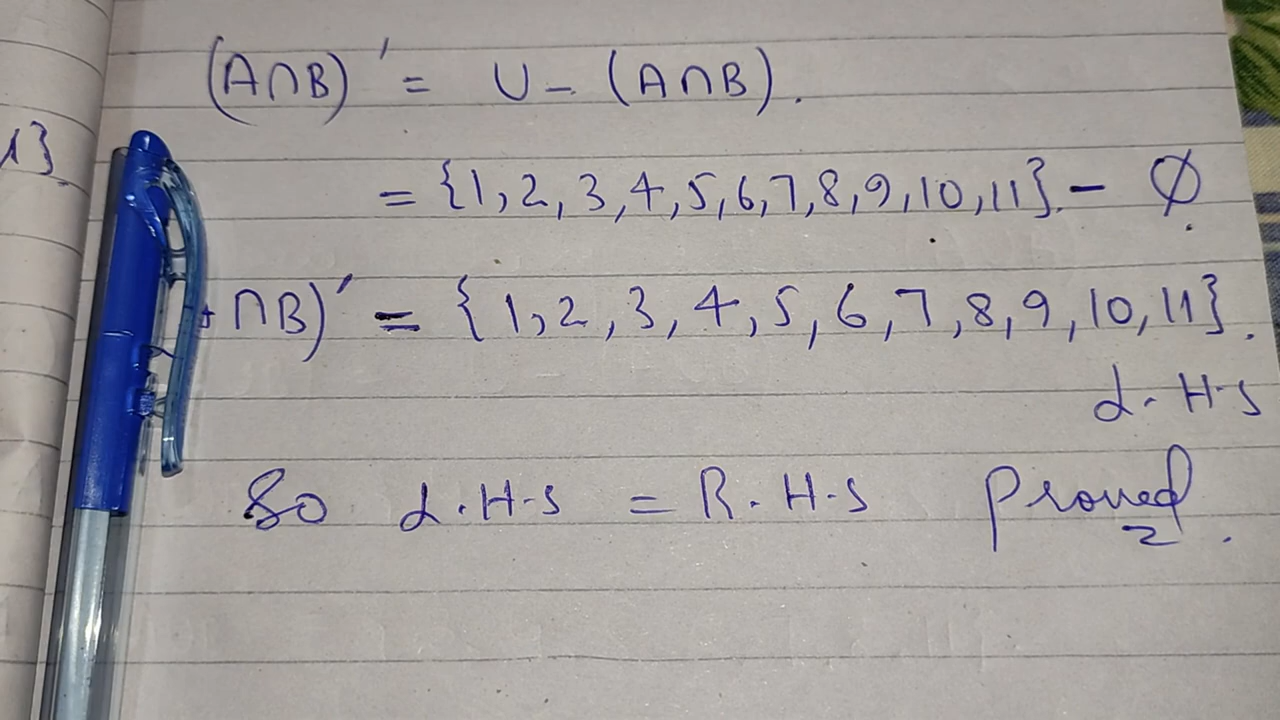 (A∩B)' = U - (A∩B).
1}.
= {1,2,3,4,5,6,7,8,9,10,11} - ∅
∩B)' = {1,2,3,4,5,6,7,8,9,10,11}.
L.H.S
So L.H.S = R.H.S Proved.